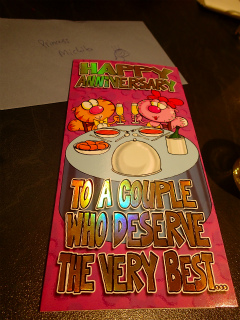 HAPPY
ANNIVERSARY
TO A COUPLE
WHO DESERVE
THE VERY BEST...